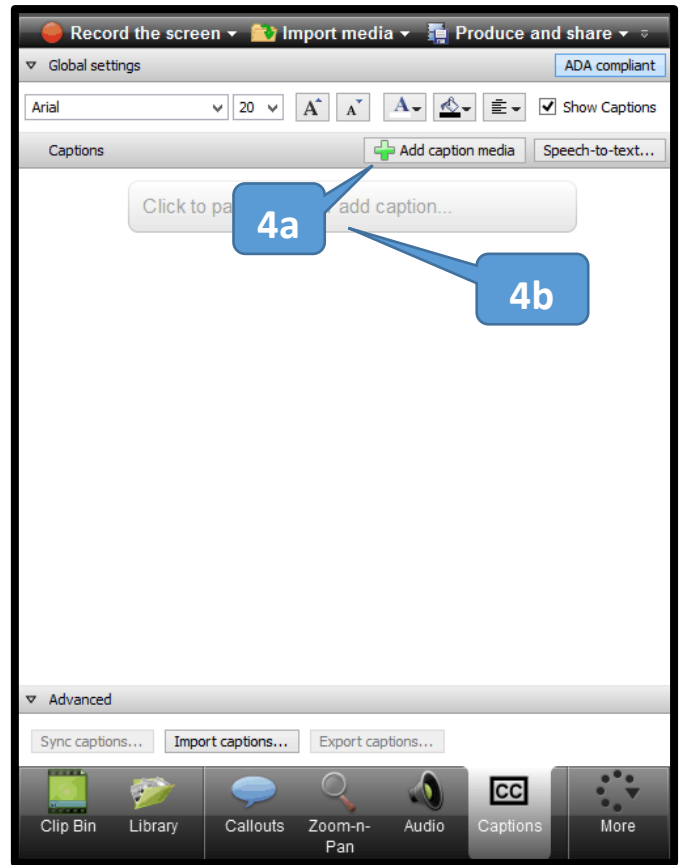 Record the screen Import media Produce and share
Global settings ADA compliant
Arial 20 A A A Show Captions
Captions Add caption media Speech-to-text...
Click to pa add caption...
4a
4b
Advanced
Sync captions... Import captions... Export captions...
CC
Clip Bin Library Callouts Zoom-n-Pan Audio Captions More